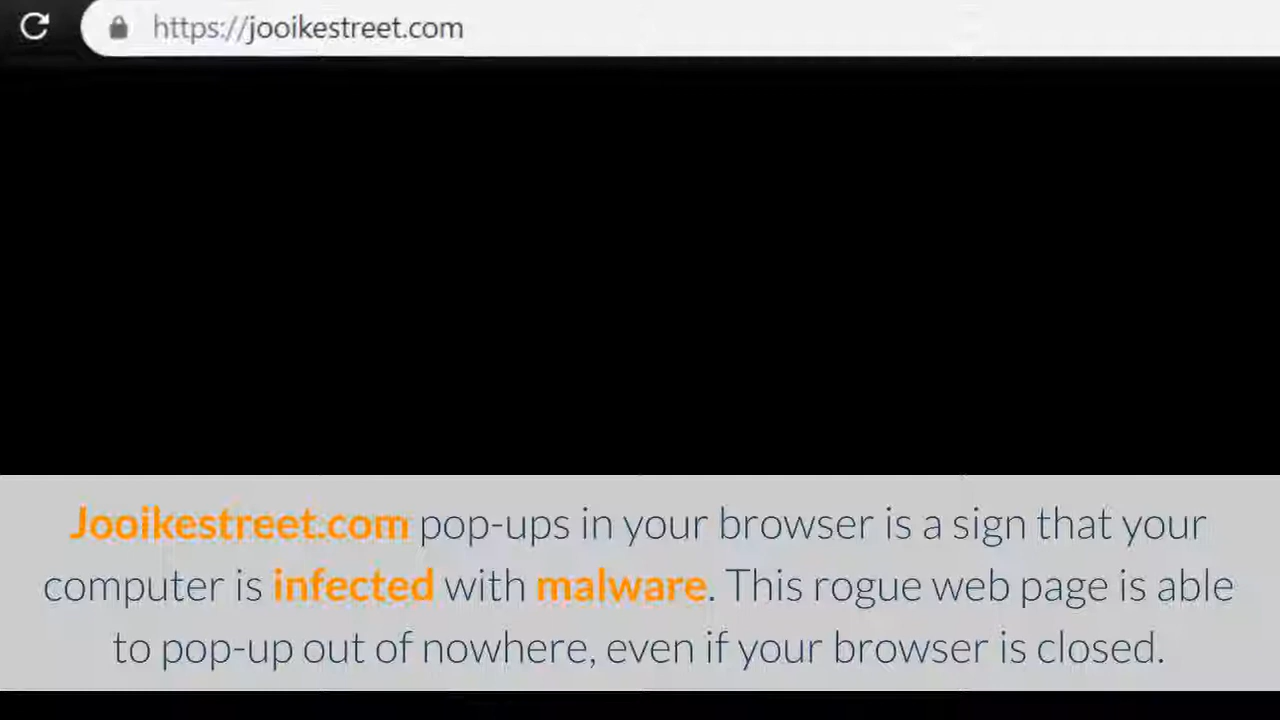 https://jooikestreet.com
Jooikestreet.com pop-ups in your browser is a sign that your
computer is infected with malware. This rogue web page is able
to pop-up out of nowhere, even if your browser is closed.